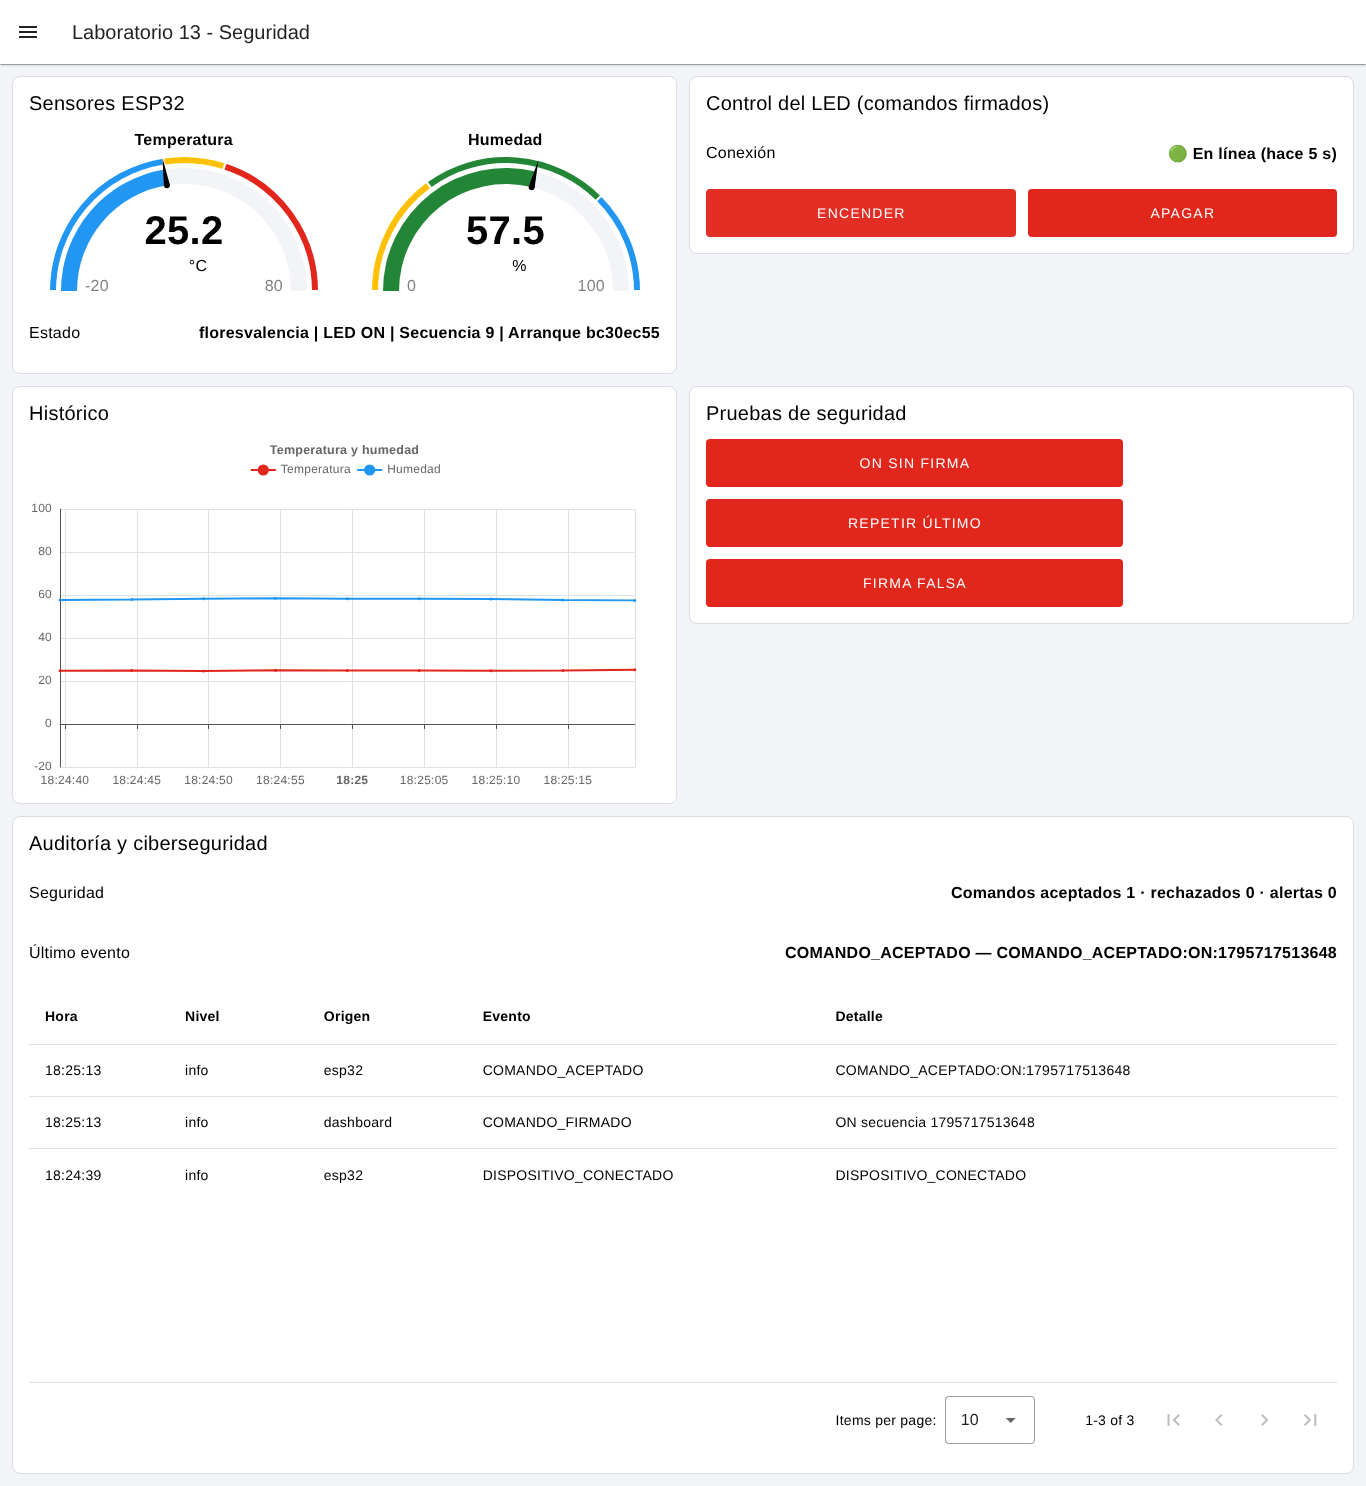 Laboratorio 13 - Seguridad
Sensores ESP32
Temperatura
25.2
°C
-20
80
Humedad
57.5
%
0
100
Estado
floresvalencia | LED ON | Secuencia 9 | Arranque bc30ec55
Control del LED (comandos firmados)
Conexión
En línea (hace 5 s)
ENCENDER
APAGAR
Histórico
Temperatura y humedad
Temperatura
Humedad
100
80
60
40
20
0
-20
18:24:40
18:24:45
18:24:50
18:24:55
18:25
18:25:05
18:25:10
18:25:15
Pruebas de seguridad
ON SIN FIRMA
REPETIR ÚLTIMO
FIRMA FALSA
Auditoría y ciberseguridad
Seguridad
Comandos aceptados 1 · rechazados 0 · alertas 0
Último evento
COMANDO_ACEPTADO — COMANDO_ACEPTADO:ON:1795717513648
Hora Nivel Origen Evento Detalle
18:25:13 info esp32 COMANDO_ACEPTADO COMANDO_ACEPTADO:ON:1795717513648
18:25:13 info dashboard COMANDO_FIRMADO ON secuencia 1795717513648
18:24:39 info esp32 DISPOSITIVO_CONECTADO DISPOSITIVO_CONECTADO
Items per page: 10 1-3 of 3